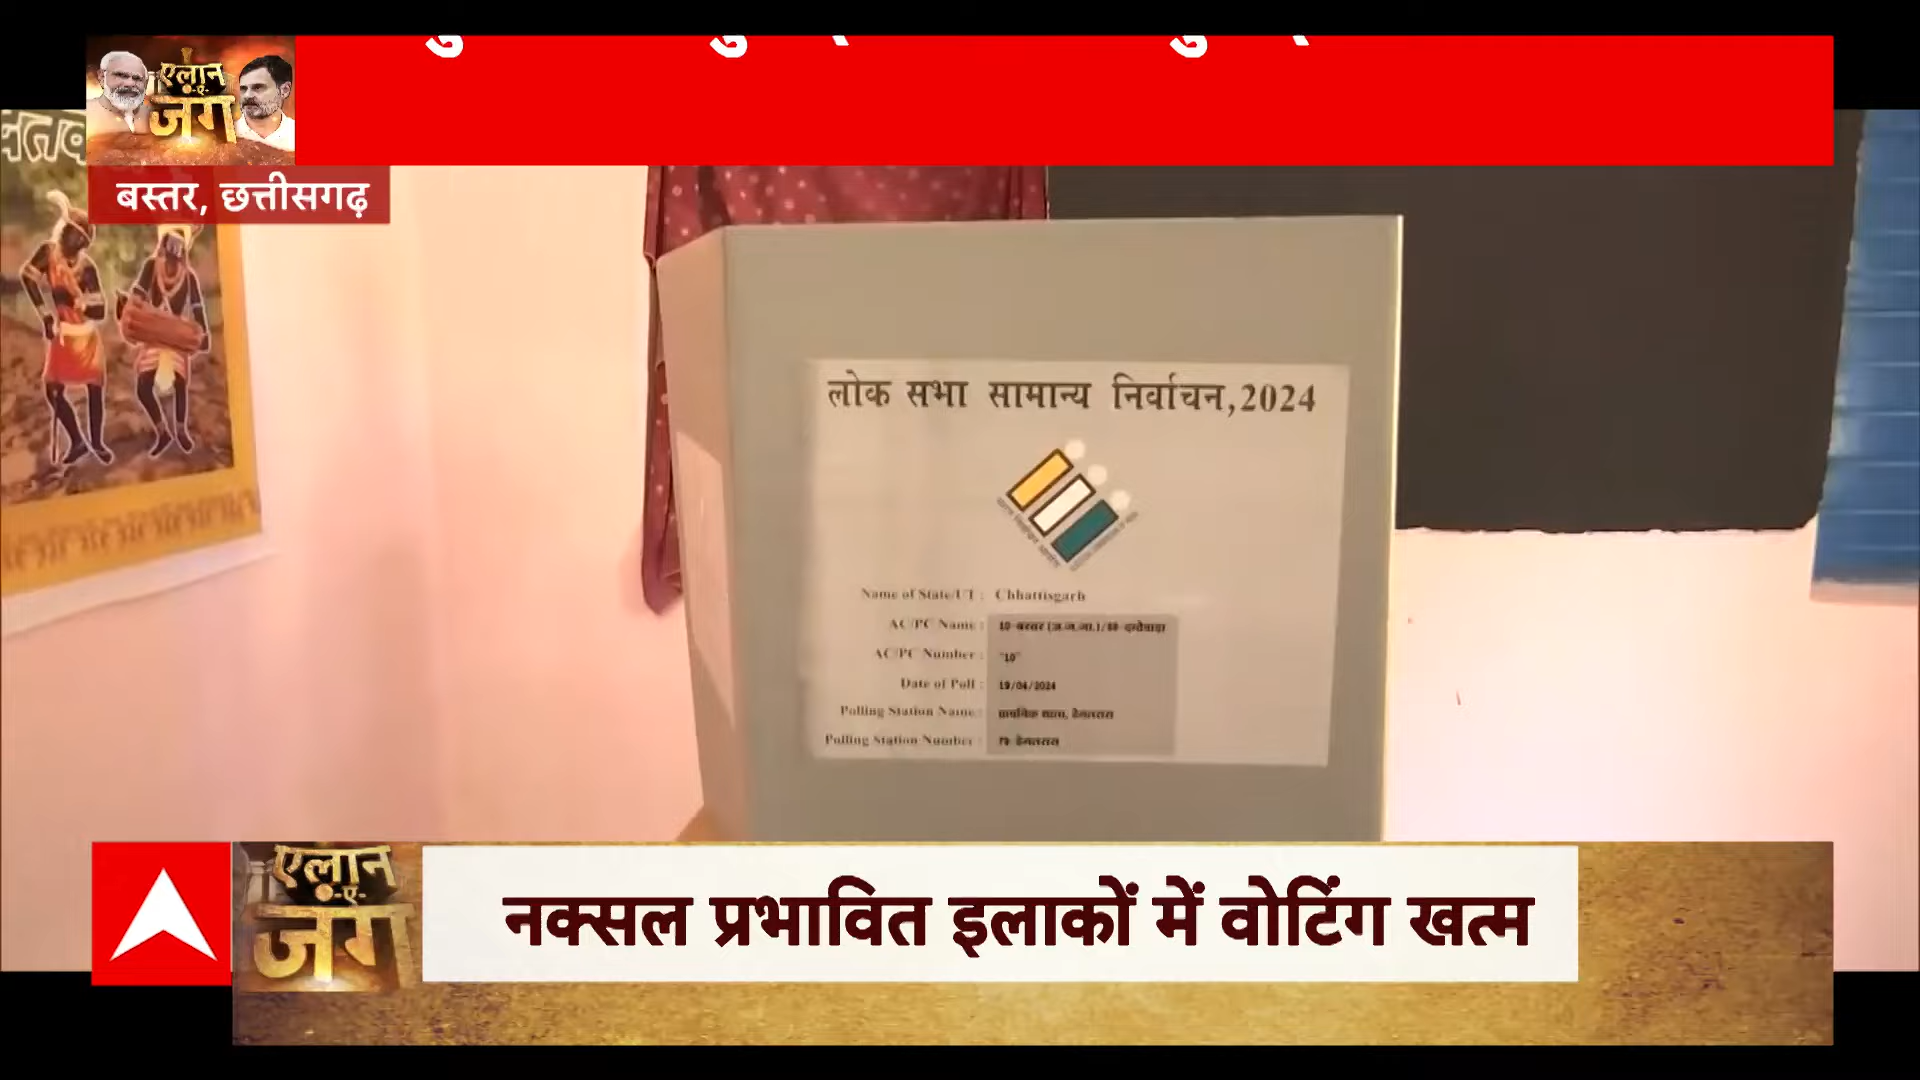 एलान
-ए-
जंग
बस्तर, छत्तीसगढ़
लोक सभा सामान्य निर्वाचन,2024
Name of State/UT : Chhattisgarh
AC/PC Name :
AC/PC Number : "10"
Date of Poll : 19/04/2024
Polling Station Name :
Polling Station Number :
एलान
-ए-
जंग
नक्सल प्रभावित इलाकों में वोटिंग खत्म